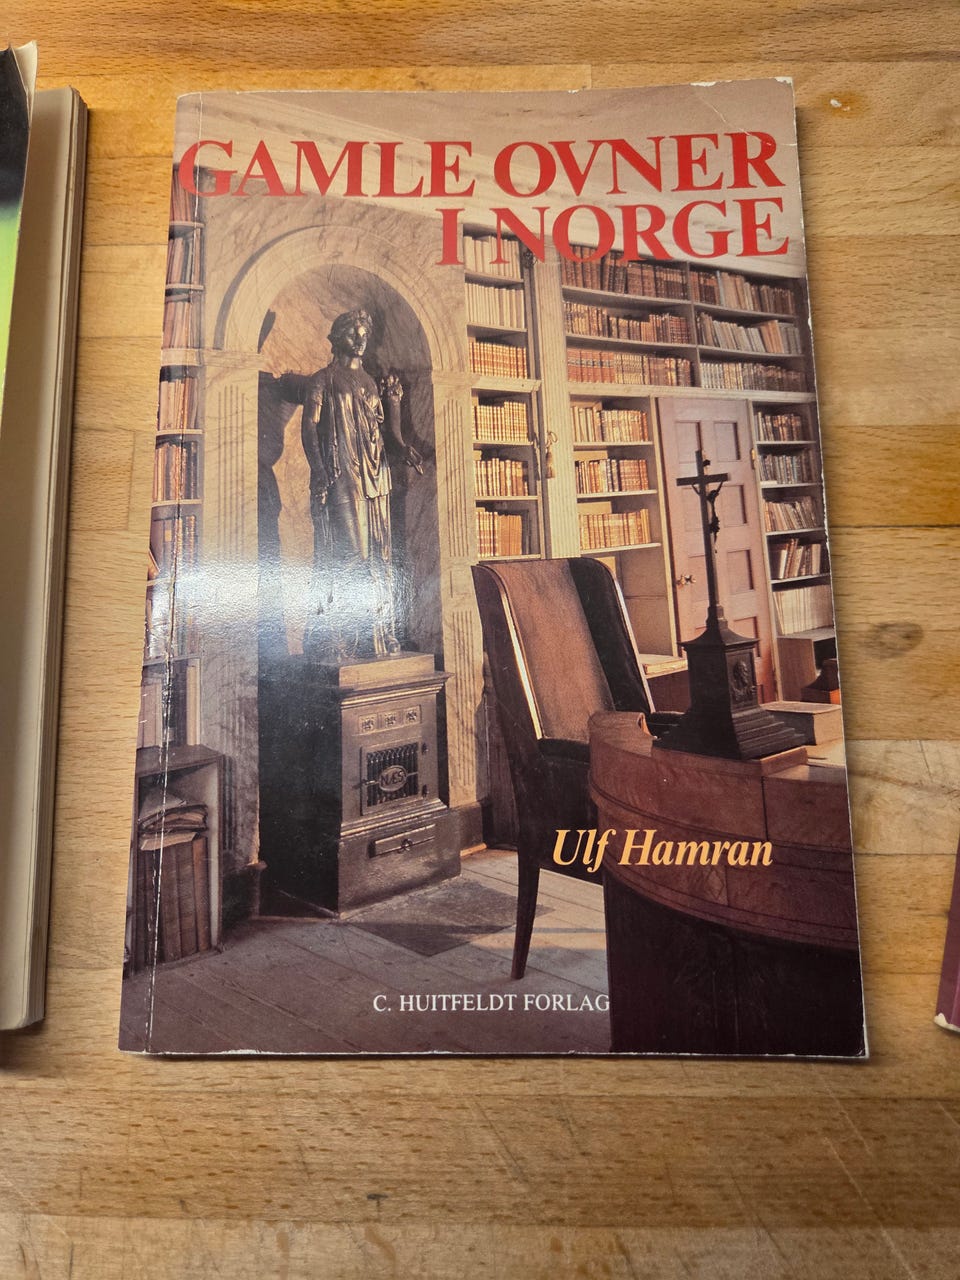 GAMLE OVNER
I NORGE
Ulf Hamran
C. HUITFELDT FORLAG